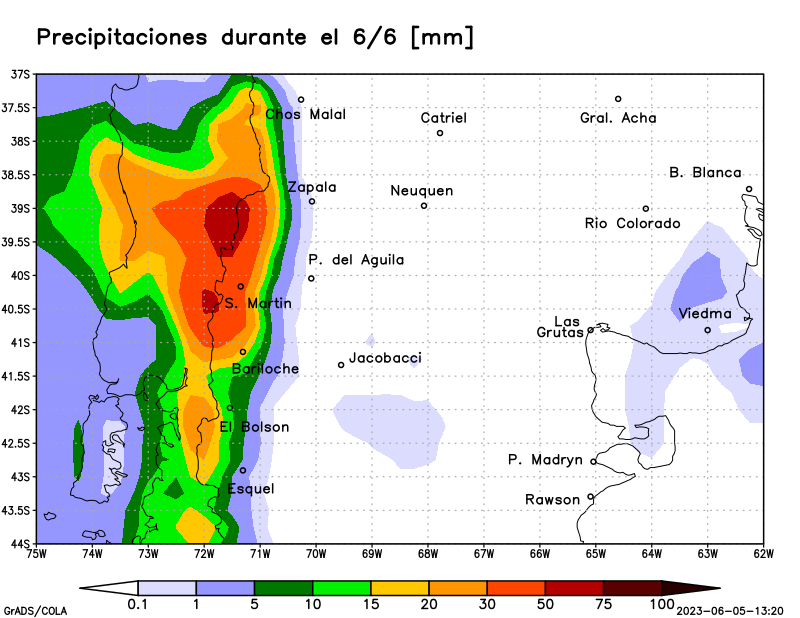 Precipitaciones durante el 6/6 [mm]
37S
37.5S
Chos Malal
Catriel
Gral. Acha
38S
38.5S
B. Blanca
Zapala
Neuquen
39S
Rio Colorado
39.5S
P. del Aguila
40S
S. Martin
40.5S
Viedma
Las
Grutas
41S
Jacobacci
Bariloche
41.5S
42S
El Bolson
42.5S
P. Madryn
43S
Esquel
Rawson
43.5S
44S
75W 74W 73W 72W 71W 70W 69W 68W 67W 66W 65W 64W 63W 62W
0.1 1 5 10 15 20 30 50 75 100
GrADS/COLA
2023-06-05-13:20